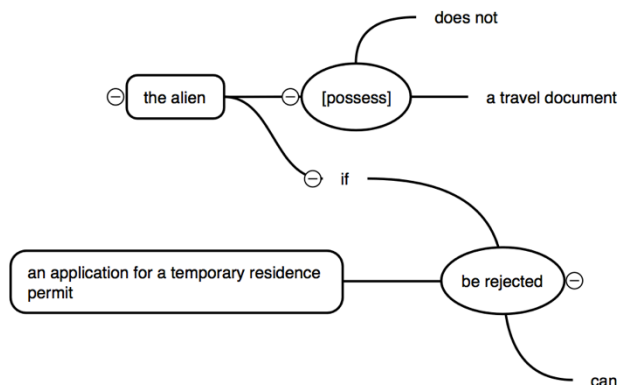 does not
the alien
[possess]
a travel document
if
an application for a temporary residence
permit
be rejected
can